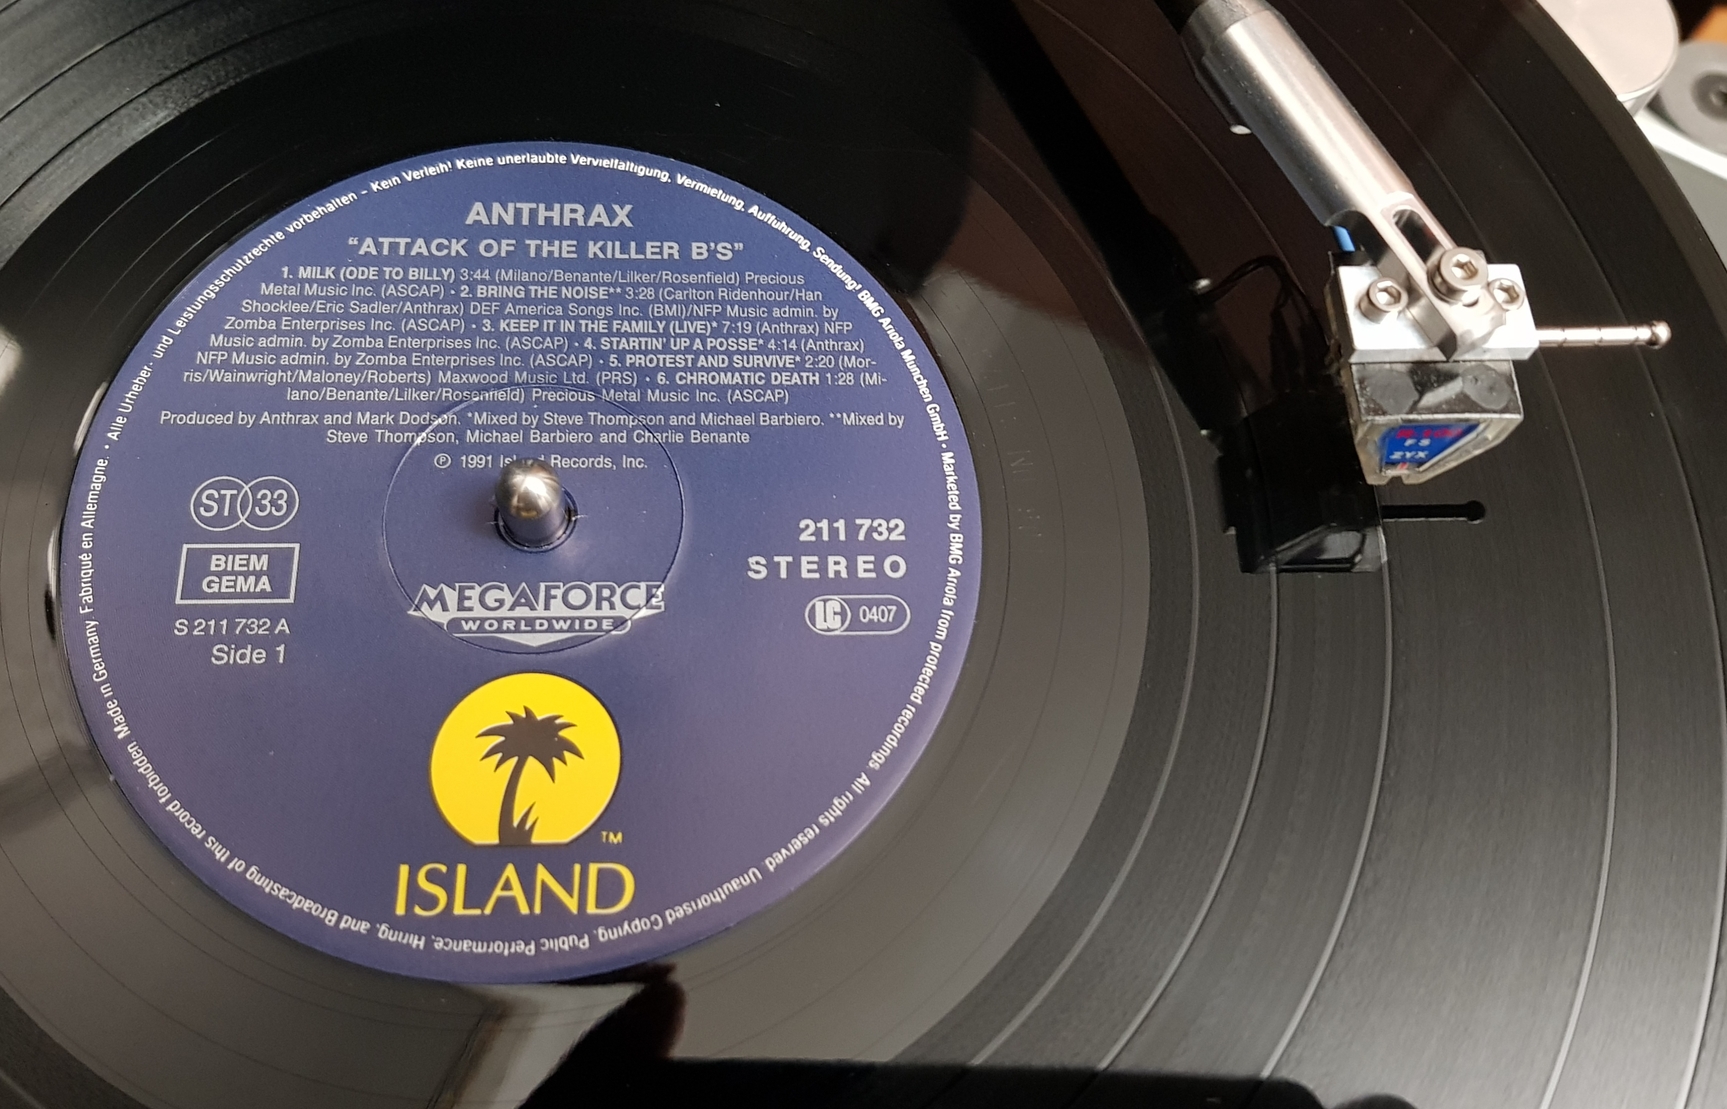 ANTHRAX
“ATTACK OF THE KILLER B’S”
1. MILK (ODE TO BILLY) 3:44 (Milano/Benante/Lilker/Rosenfield) Precious
Metal Music Inc. (ASCAP) • 2. BRING THE NOISE** 3:28 (Carlton Ridenhour/Han
Shocklee/Eric Sadler/Anthrax) DEF America Songs Inc. (BMI)/NFP Music admin. by
Zomba Enterprises Inc. (ASCAP) • 3. KEEP IT IN THE FAMILY (LIVE)* 7:19 (Anthrax) NFP
Music admin. by Zomba Enterprises Inc. (ASCAP) • 4. STARTIN’ UP A POSSE* 4:14 (Anthrax)
NFP Music admin. by Zomba Enterprises Inc. (ASCAP) • 5. PROTEST AND SURVIVE* 2:20 (Mor-
ris/Wainwright/Maloney/Roberts) Maxwood Music Ltd. (PRS) • 6. CHROMATIC DEATH 1:28 (Mi-
lano/Benante/Lilker/Rosenfield) Precious Metal Music Inc. (ASCAP)
Produced by Anthrax and Mark Dodson. *Mixed by Steve Thompson and Michael Barbiero. **Mixed by
Steve Thompson, Michael Barbiero and Charlie Benante
℗ 1991 Island Records, Inc.
ST 33
BIEM
GEMA
S 211 732 A
Side 1
211 732
STEREO
LC 0407
MEGAFORCE
WORLDWIDE
ISLAND
TM
Alle Urheber- und Leistungsschutzrechte vorbehalten – Kein Verleih! Keine unerlaubte Vervielfältigung, Vermietung, Aufführung, Sendung! BMG Ariola München GmbH • Marketed by BMG Ariola from protected recordings. All rights reserved. Unauthorised Copying, Public Performance, Hiring, and Broadcasting of this record forbidden. Made in Germany. Fabriqué en Allemagne. •
FS
ZYX